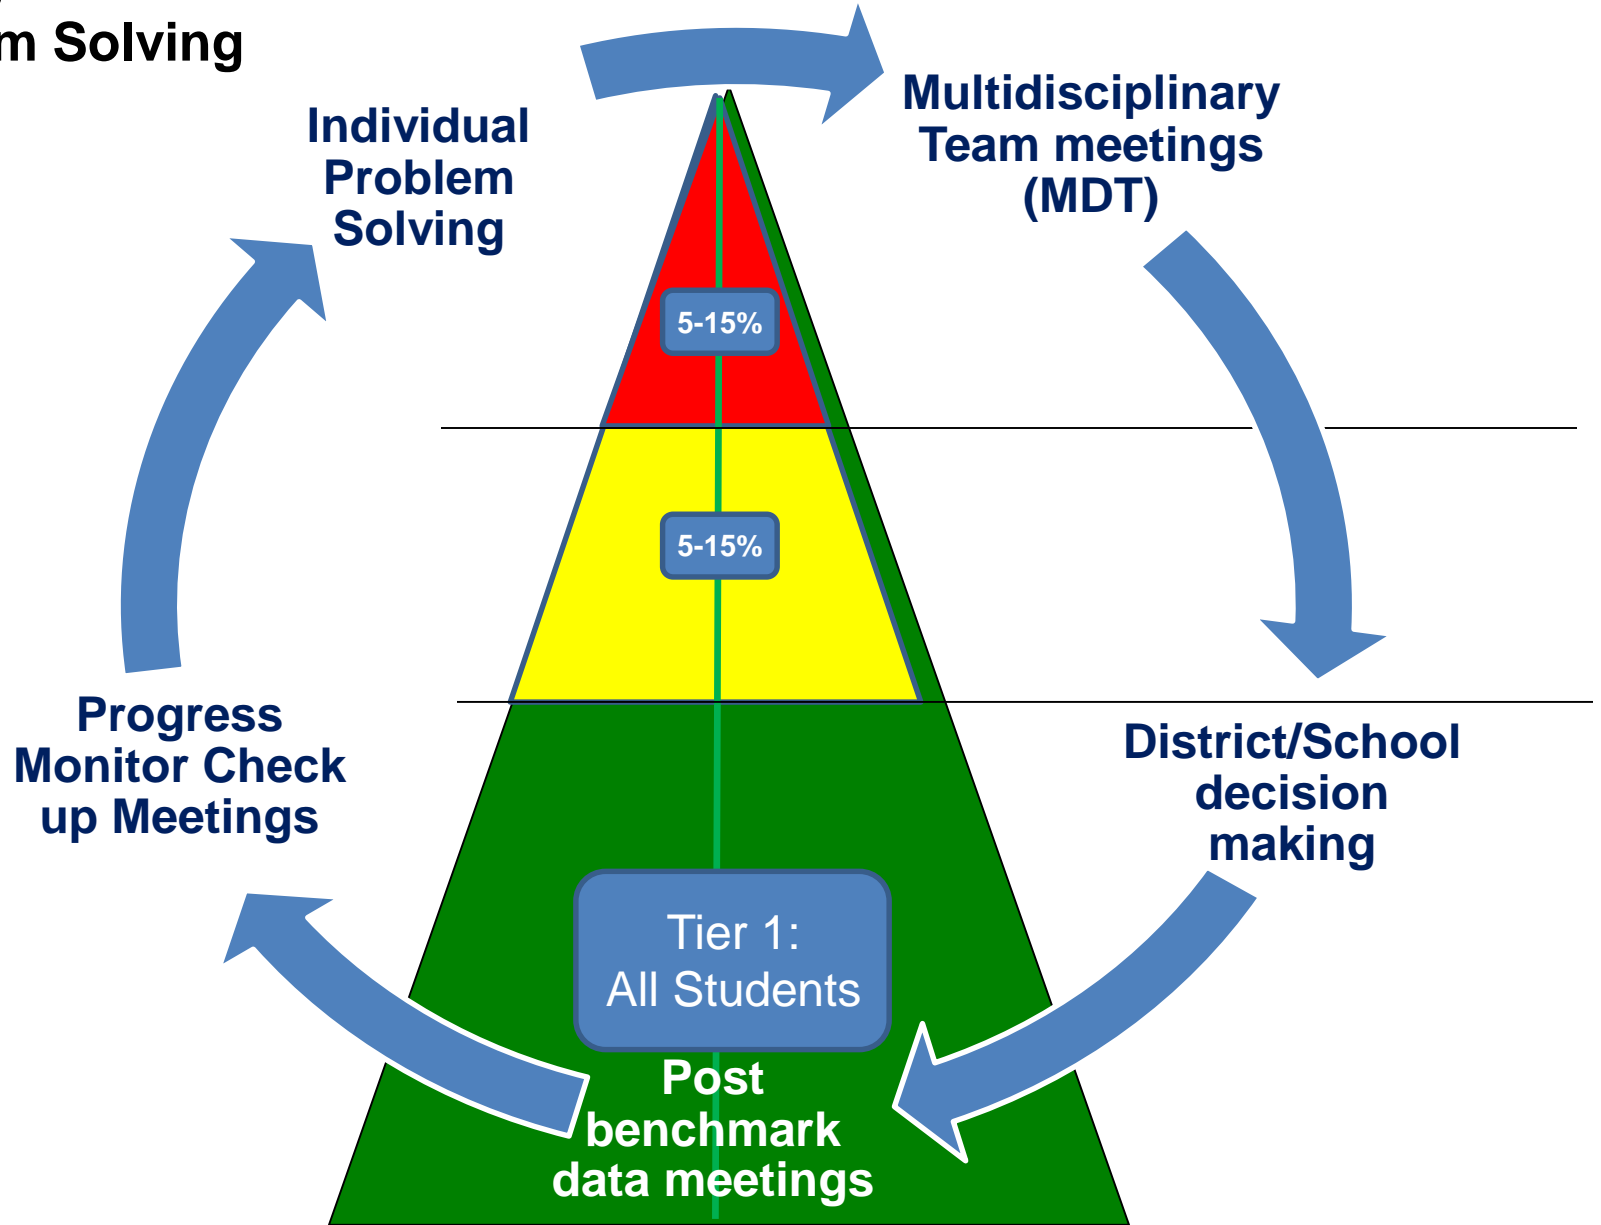 Solving
Individual
Problem
Solving
Multidisciplinary
Team meetings
(MDT)
5-15%
5-15%
Progress
Monitor Check
up Meetings
District/School
decision
making
Tier 1:
All Students
Post
benchmark
data meetings